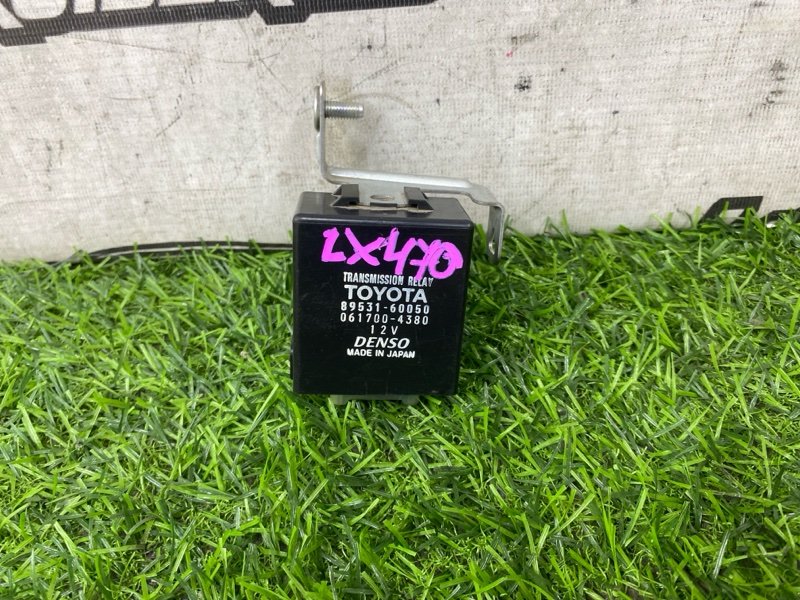 LX470
TRANSMISSION RELAY
TOYOTA
89531-60050
061700-4380
12V
DENSO
MADE IN JAPAN